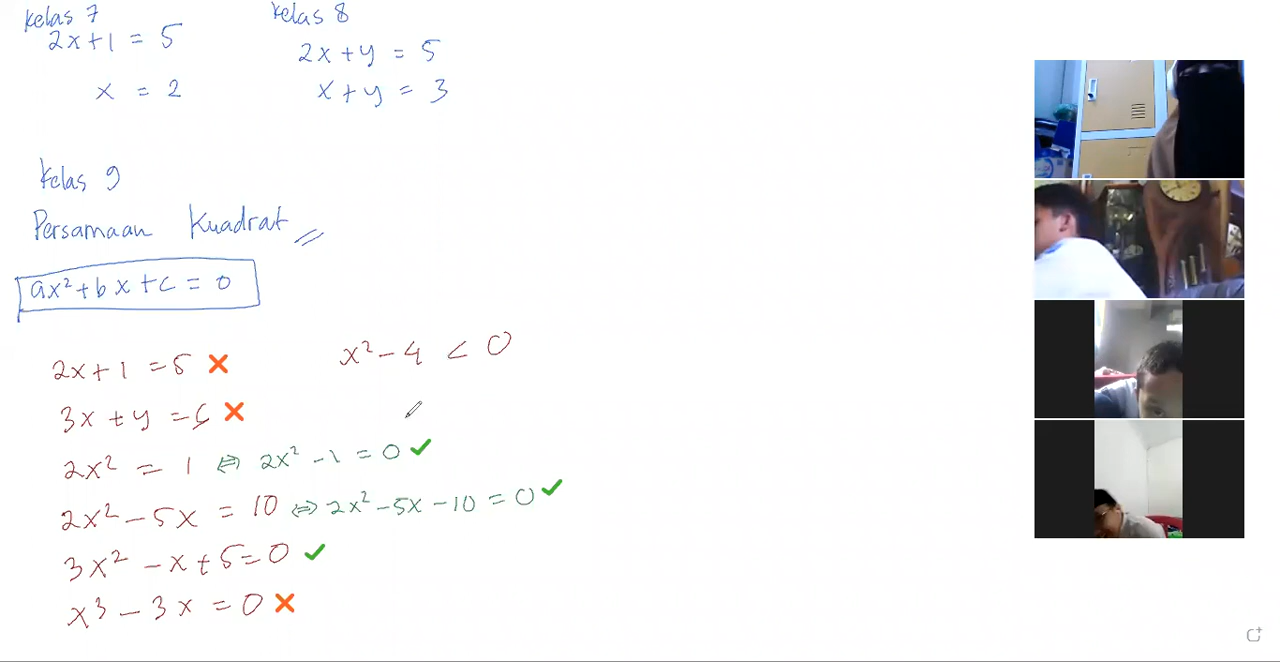 Kelas 7
2x+1 = 5
x = 2
Kelas 8
2x+y = 5
x+y = 3
Kelas 9
Persamaan Kuadrat
ax²+bx+c = 0
2x+1 =5 ✕
3x+y = ✕
2x² = 1 ⇔ 2x²-1=0 ✓
2x²-5x = 10 ⇔ 2x²-5x-10=0 ✓
3x²-x+5=0 ✓
x³-3x=0 ✕
x²-4 < 0